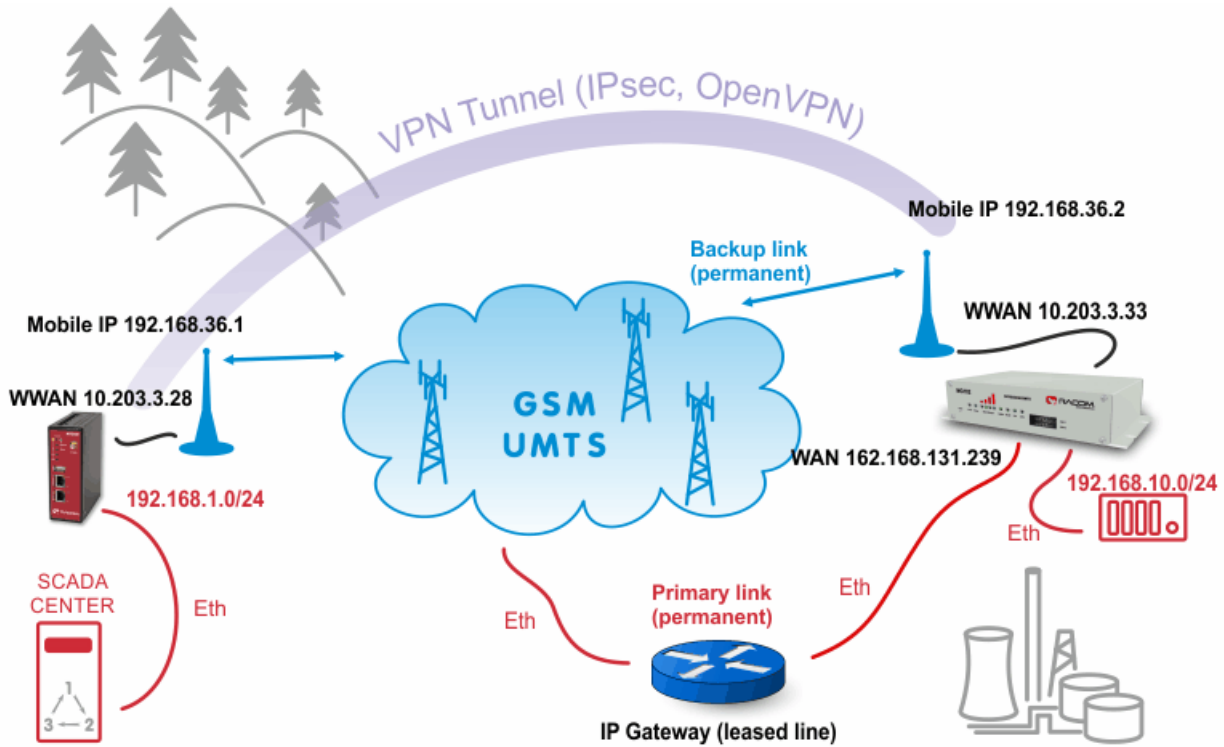 VPN Tunnel (IPsec, OpenVPN)
Mobile IP 192.168.36.2
Backup link
(permanent)
WWAN 10.203.3.33
Mobile IP 192.168.36.1
WWAN 10.203.3.28
GSM
UMTS
RACOM
WAN 162.168.131.239
192.168.1.0/24
192.168.10.0/24
Eth
SCADA
CENTER
Eth
Eth
Primary link
(permanent)
Eth
1
3
2
IP Gateway (leased line)